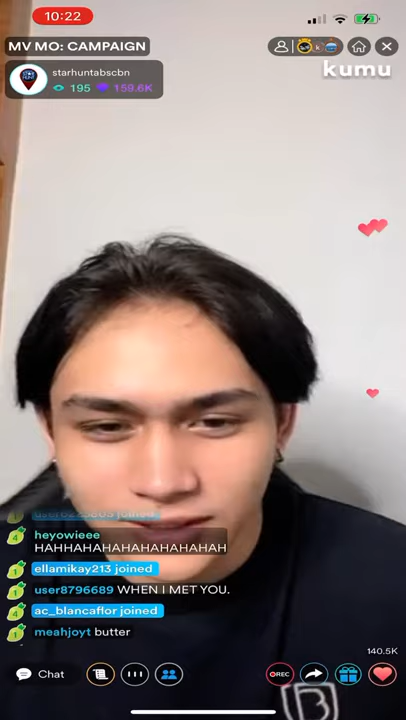 10:22
MV MO: CAMPAIGN
starhuntabscbn
195 159.6K
kumu
heyowieee
HAHHAHAHAHAHAHAHAHAH
ellamikay213 joined
user8796689 WHEN I MET YOU.
ac_blancaflor joined
meahjoyt butter
140.5K
Chat
REC